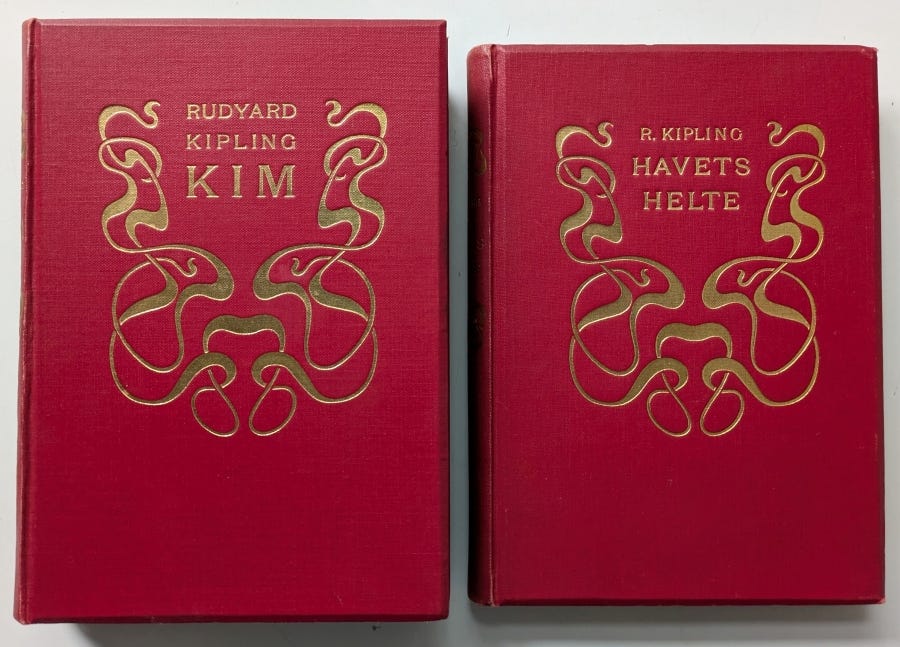 RUDYARD
KIPLING
KIM
R. KIPLING
HAVETS
HELTE